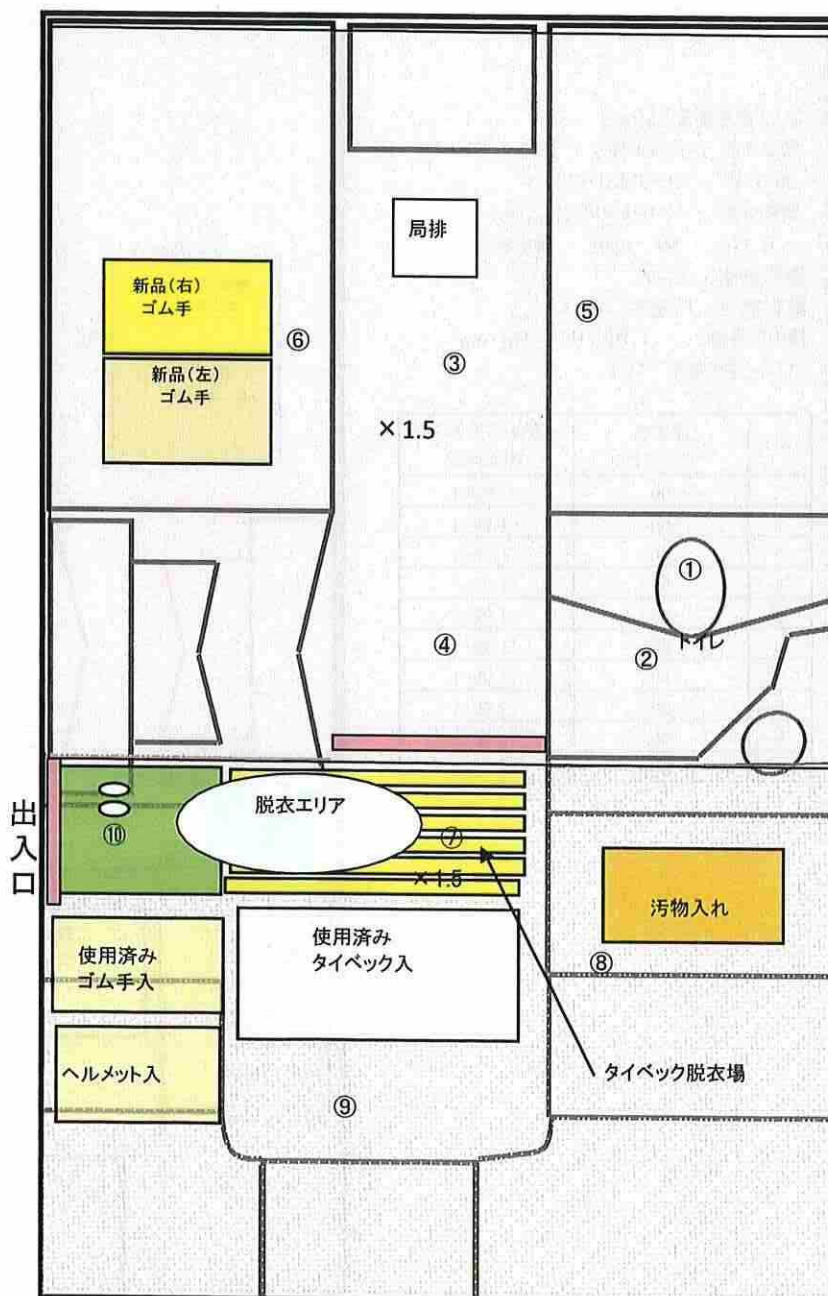 局排
新品(右)
ゴム手
新品(左)
ゴム手
⑥
⑤
③
×1.5
①
トイレ
②
④
出入口
脱衣エリア
⑩
⑦
×1.5
汚物入れ
使用済み
ゴム手入
使用済み
タイベック入
⑧
ヘルメット入
タイベック脱衣場
⑨